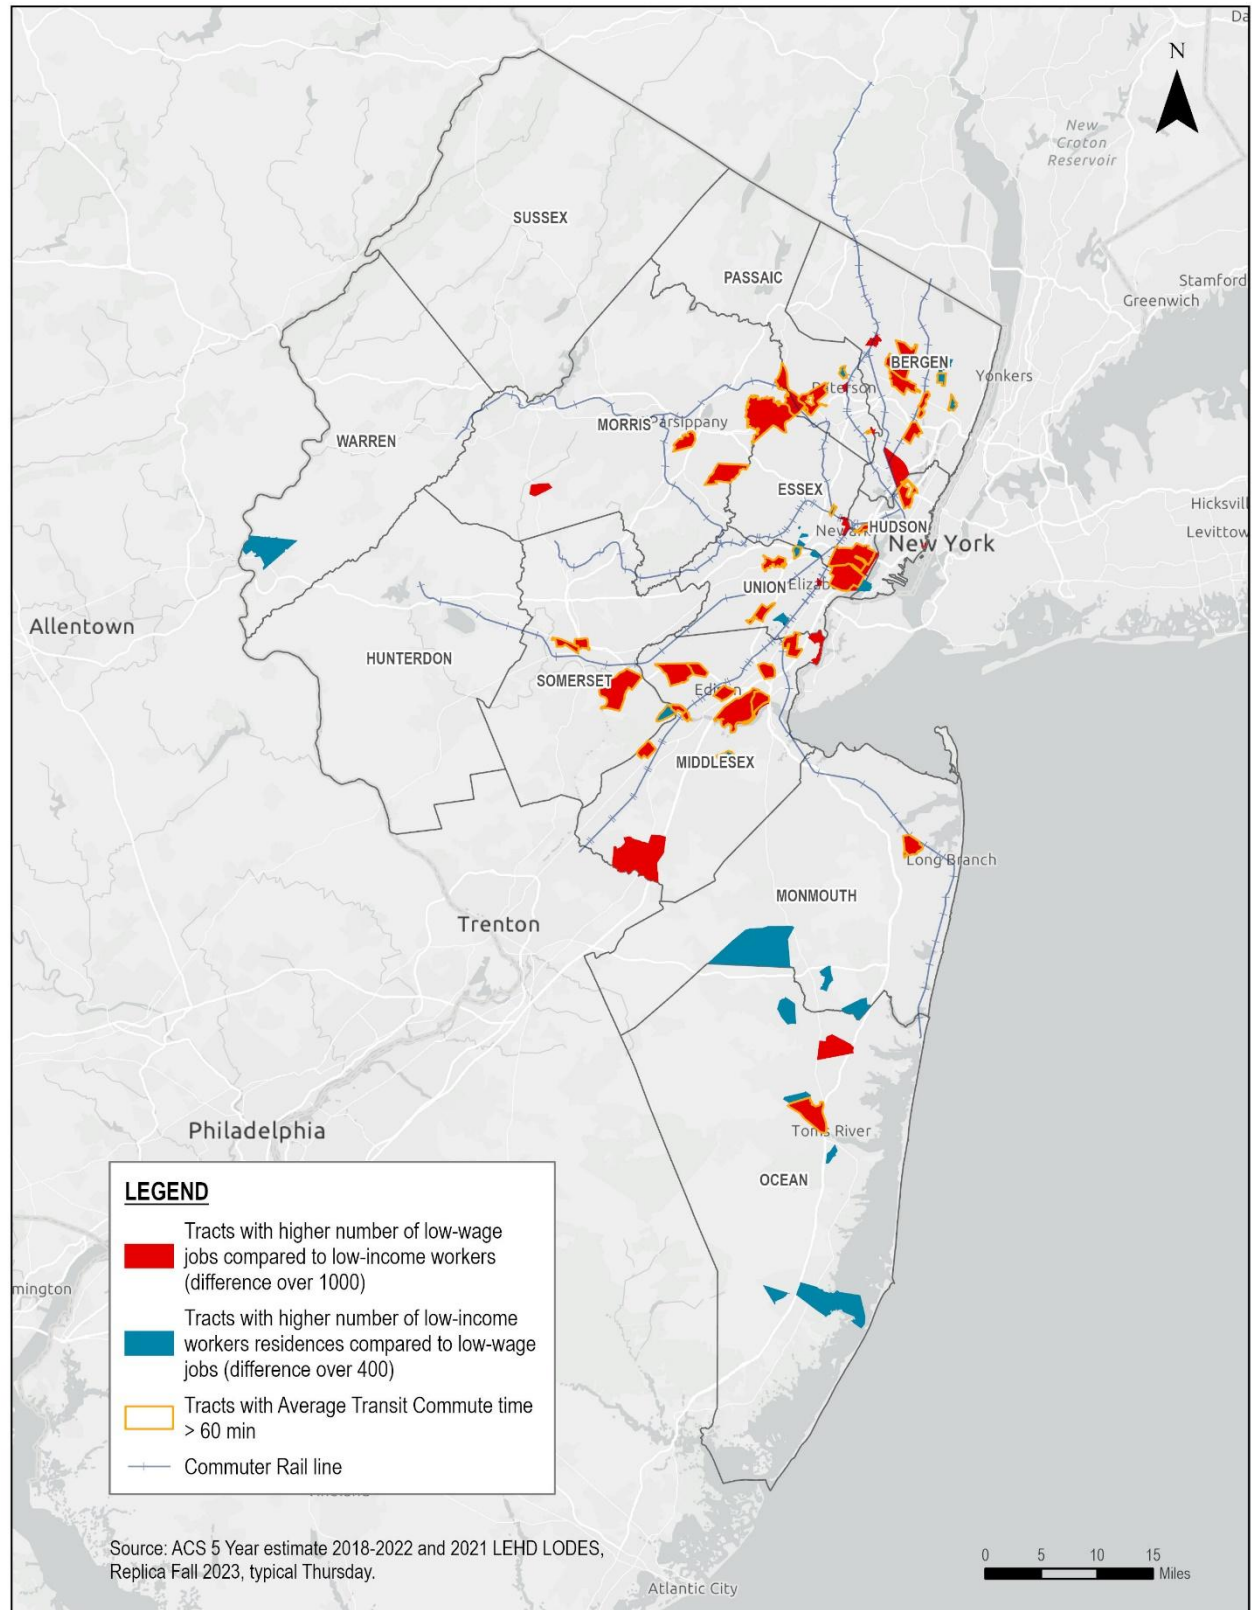 Da
N
New
Croton
Reservoir
SUSSEX
PASSAIC
Stamford
Greenwich
BERGEN
Yonkers
Paterson
MORRIS
Parsippany
WARREN
ESSEX
Hicksvill
Newark
HUDSON
New York
Levittow
UNION
Elizab
Allentown
HUNTERDON
SOMERSET
Edison
MIDDLESEX
Long Branch
MONMOUTH
Trenton
Philadelphia
Toms River
OCEAN
LEGEND
Tracts with higher number of low-wage
jobs compared to low-income workers
(difference over 1000)
mington
Tracts with higher number of low-income
workers residences compared to low-wage
jobs (difference over 400)
Tracts with Average Transit Commute time
> 60 min
Commuter Rail line
Source: ACS 5 Year estimate 2018-2022 and 2021 LEHD LODES,
Replica Fall 2023, typical Thursday.
0 5 10 15
Miles
Atlantic City